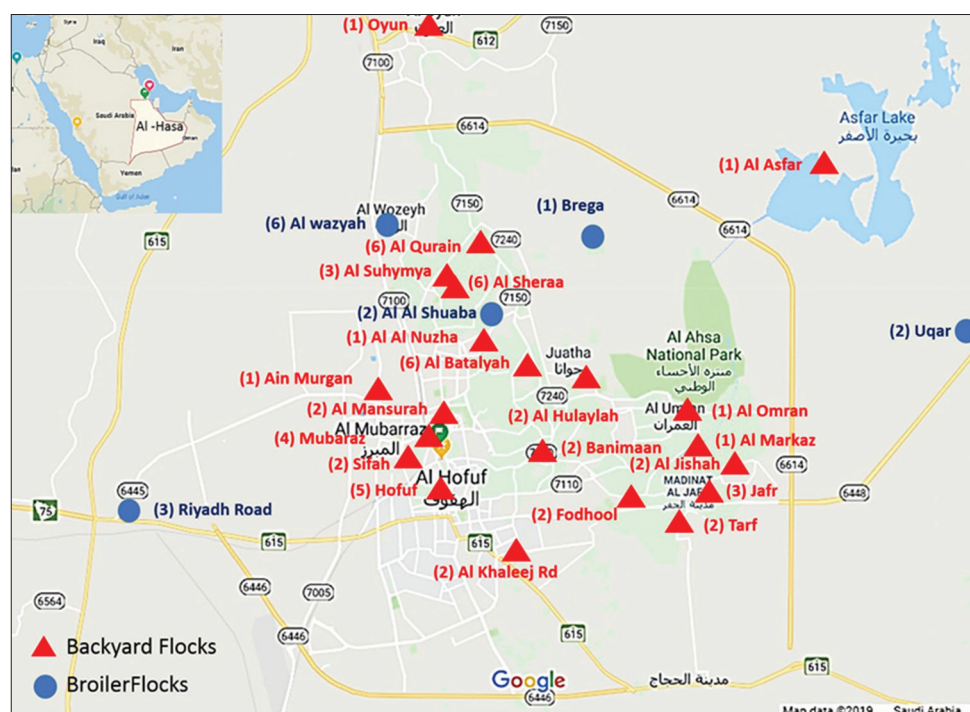 Iraq
Iran
Saudi Arabia
Al -Hasa
Oman
Yemen
Gulf of Aden
(1) Oyun
العيون
612
7150
7100
6614
Asfar Lake
بحيرة الأصفر
(1) Al Asfar
6614
6614
7150
Al Wozeyh
(6) Al wazyah
(1) Brega
615
(6) Al Qurain
7240
(3) Al Suhymya
(6) Al Sheraa
7100
7150
(2) Al Al Shuaba
(2) Uqar
(1) Al Al Nuzha
Al Ahsa
National Park
منتزه الأحساء
الوطني
(6) Al Batalyah
Juatha
جواثا
(1) Ain Murgan
7240
(2) Al Mansurah
(2) Al Hulaylah
Al Umran
العمران
(1) Al Omran
Al Mubarraz
المبرز
(4) Mubaraz
(2) Banimaan
(1) Al Markaz
(2) Sifah
(2) Al Jishah
6614
Al Hofuf
الهفوف
7110
MADINAT
AL JAFR
مدينة الجفر
(3) Jafr
6445
(5) Hofuf
6448
75
(3) Riyadh Road
(2) Fodhool
(2) Tarf
615
615
(2) Al Khaleej Rd
6446
7005
6564
6446
615
615
Backyard Flocks
BroilerFlocks
Google
6446
مدينة الحجاج
Map data ©2019
Saudi Arabia